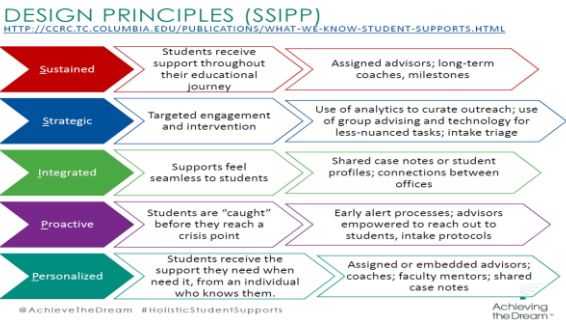 DESIGN PRINCIPLES (SSIPP)
HTTP://CCRC.TC.COLUMBIA.EDU/PUBLICATIONS/WHAT-WE-KNOW-STUDENT-SUPPORTS.HTML
Sustained
Students receive
support throughout
their educational
journey
Assigned advisors; long-term
coaches, milestones
Strategic
Targeted engagement
and intervention
Use of analytics to curate outreach; use
of group advising and technology for
less-nuanced tasks; intake triage
Integrated
Supports feel
seamless to students
Shared case notes or student
profiles; connections between
offices
Proactive
Students are “caught”
before they reach a
crisis point
Early alert processes; advisors
empowered to reach out to
students, intake protocols
Personalized
Students receive the
support they need when
need it, from an individual
who knows them.
Assigned or embedded advisors;
coaches; faculty mentors; shared
case notes
@AchieveTheDream #HolisticStudentSupports
Achieving
the Dream™